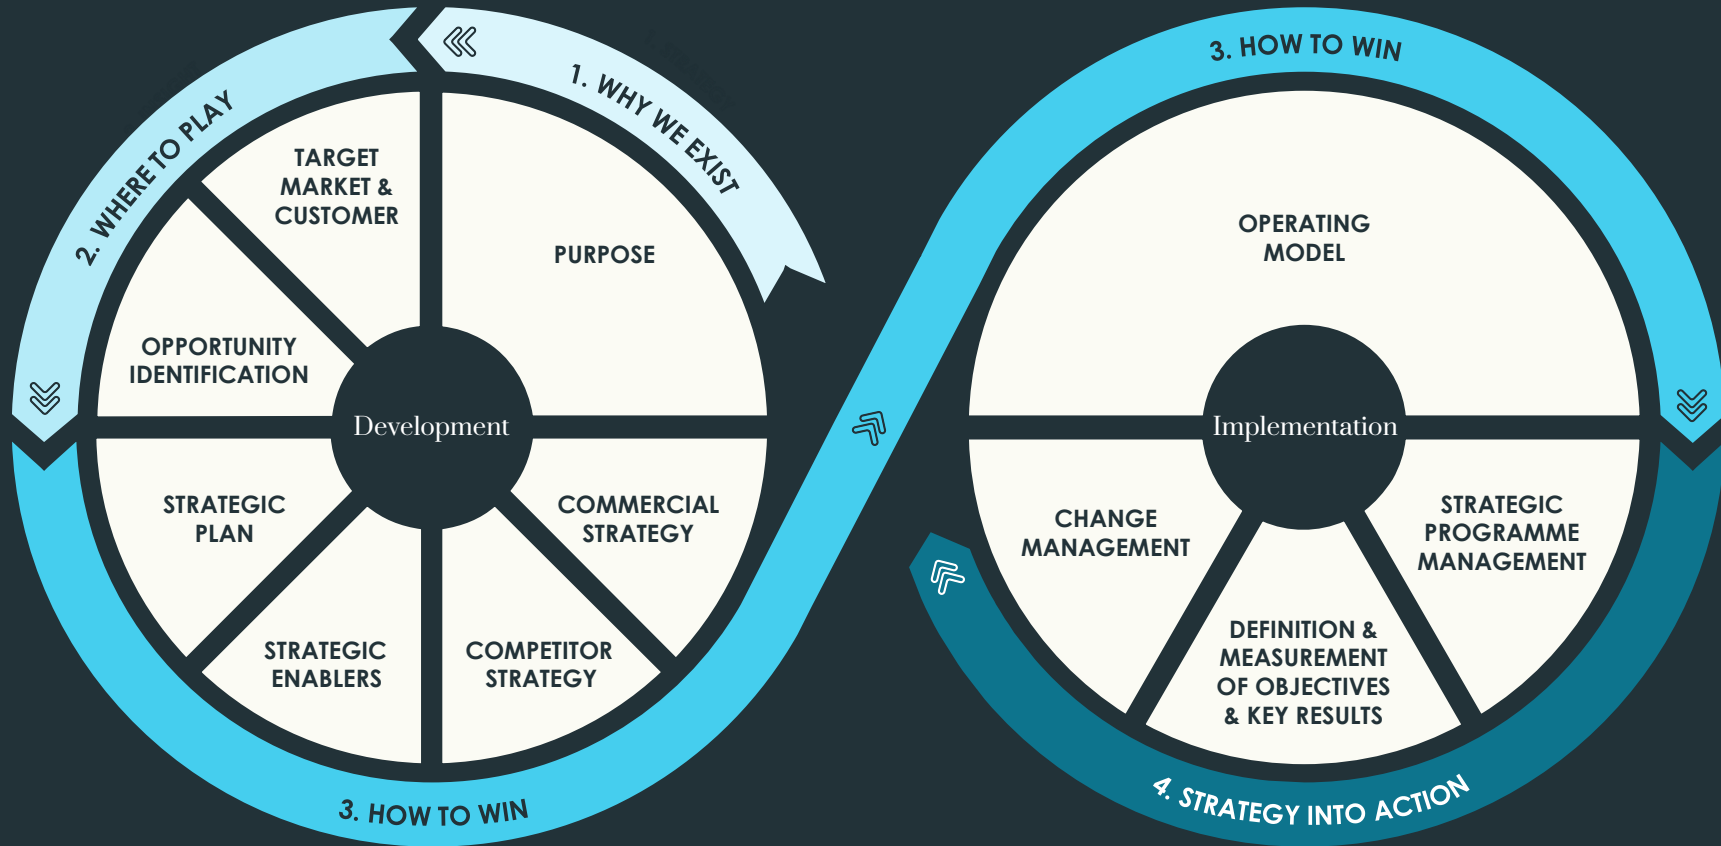 1. WHY WE EXIST
2. WHERE TO PLAY
3. HOW TO WIN
PURPOSE
TARGET
MARKET &
CUSTOMER
OPPORTUNITY
IDENTIFICATION
Development
STRATEGIC
PLAN
STRATEGIC
ENABLERS
COMPETITOR
STRATEGY
COMMERCIAL
STRATEGY
3. HOW TO WIN
OPERATING
MODEL
Implementation
STRATEGIC
PROGRAMME
MANAGEMENT
DEFINITION &
MEASUREMENT
OF OBJECTIVES
& KEY RESULTS
CHANGE
MANAGEMENT
4. STRATEGY INTO ACTION